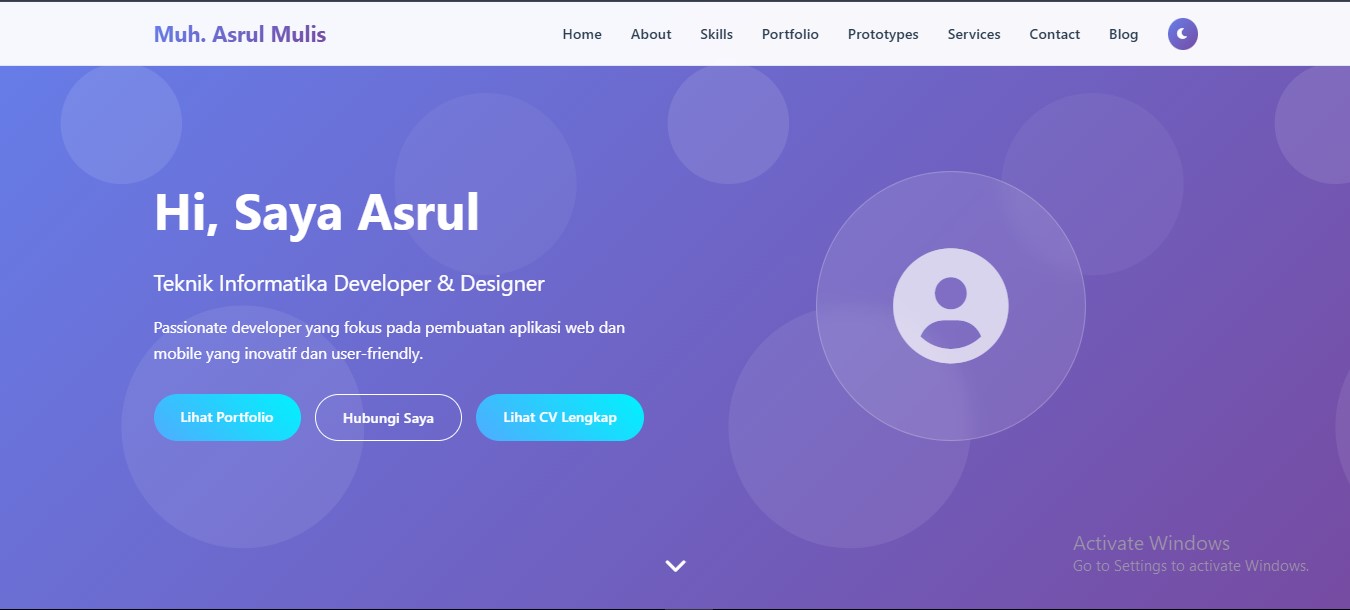 Muh. Asrul Mulis
Home About Skills Portfolio Prototypes Services Contact Blog
Hi, Saya Asrul
Teknik Informatika Developer & Designer
Passionate developer yang fokus pada pembuatan aplikasi web dan
mobile yang inovatif dan user-friendly.
Lihat Portfolio Hubungi Saya Lihat CV Lengkap
Activate Windows
Go to Settings to activate Windows.